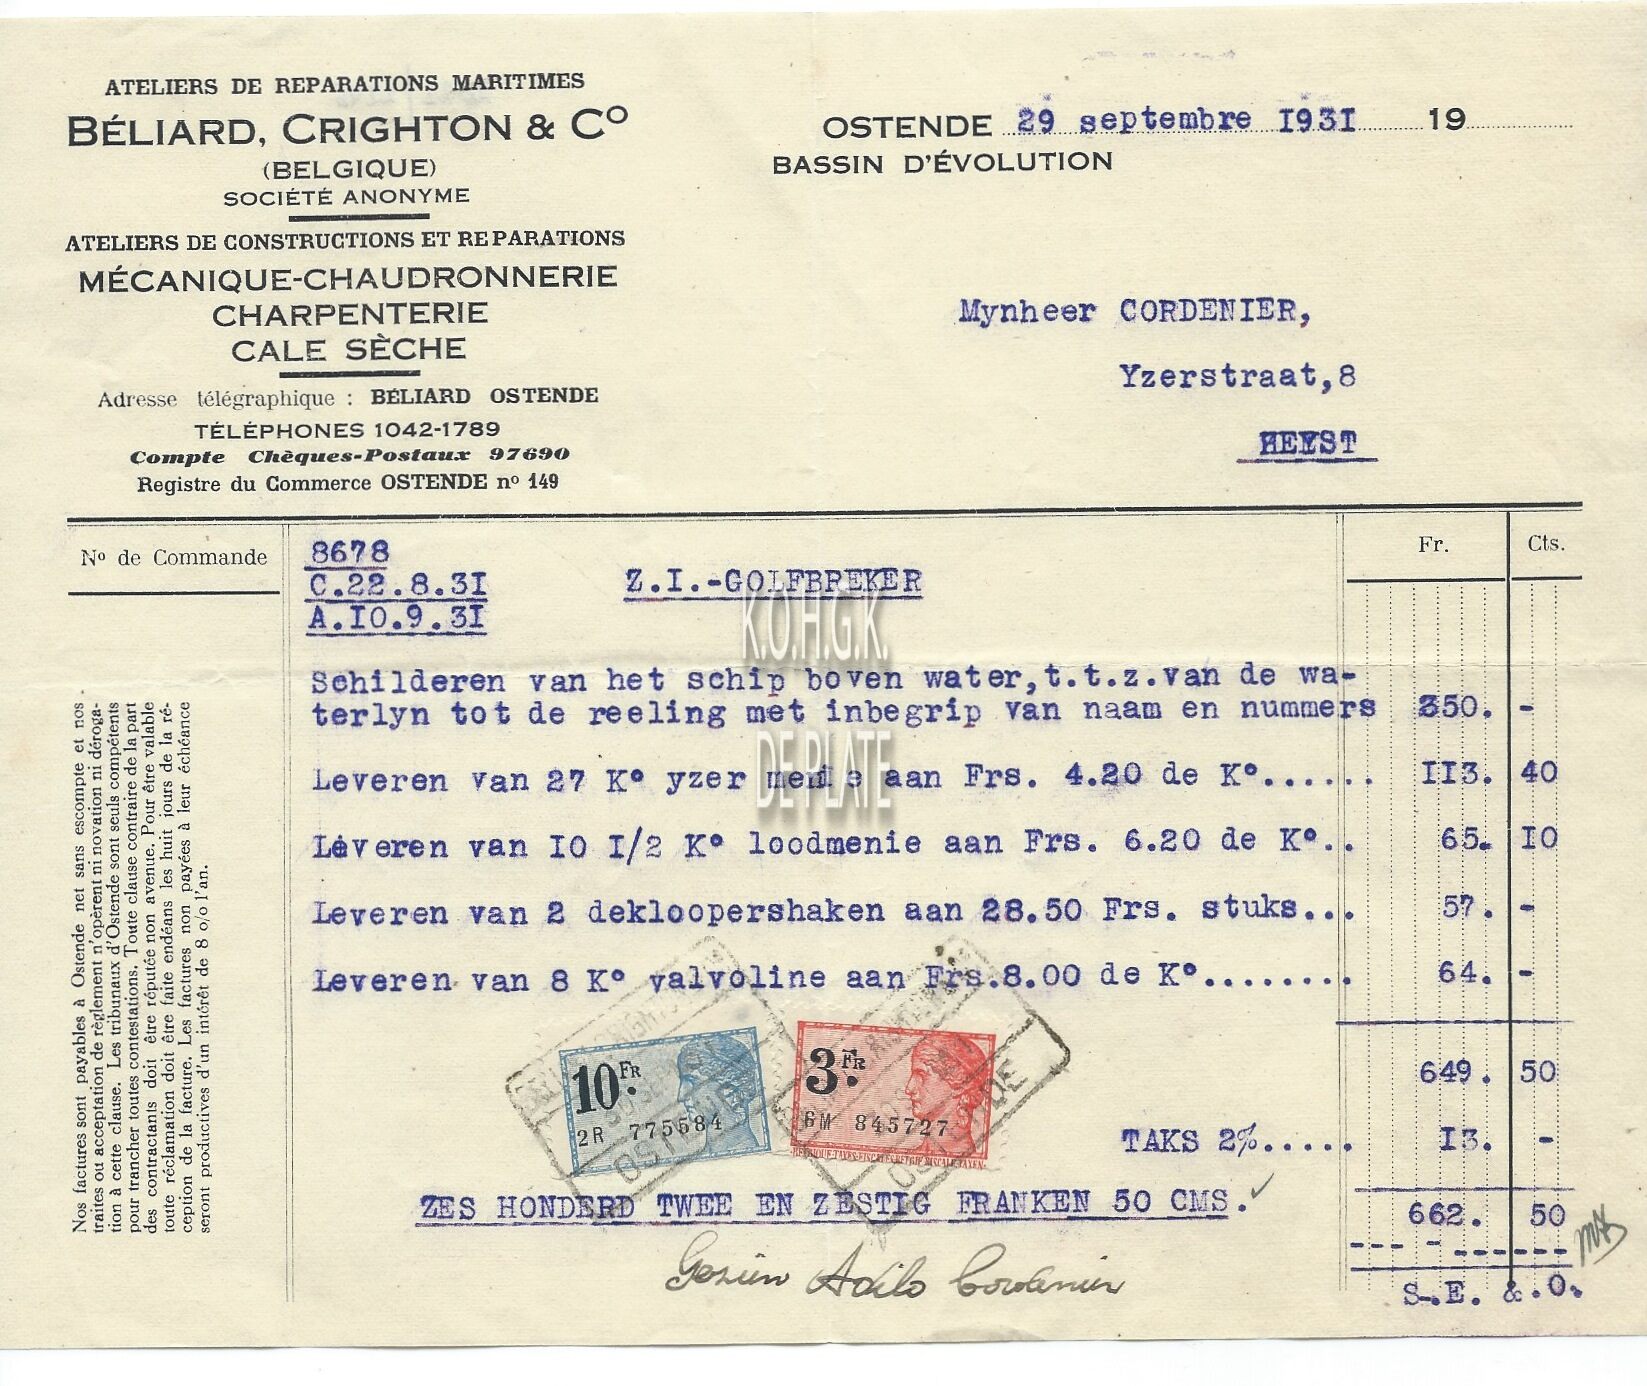 ATELIERS DE REPARATIONS MARITIMES
BÉLIARD, CRIGHTON & Cº
(BELGIQUE)
SOCIÉTÉ ANONYME
ATELIERS DE CONSTRUCTIONS ET REPARATIONS
MÉCANIQUE-CHAUDRONNERIE
CHARPENTERIE
CALE SÈCHE
Adresse télégraphique : BÉLIARD OSTENDE
TÉLÉPHONES 1042-1789
Compte Chèques-Postaux 97690
Registre du Commerce OSTENDE nº 149
OSTENDE 29 septembre 1931 19
BASSIN D'ÉVOLUTION
Mynheer CORDENIER,
Yzerstraat,8
HEYST
Nº de Commande
Fr. Cts.
8678
C.22.8.31 Z.I.-GOLFBREKER
A.10.9.31
K.O.H.G.K.
DE PLATE
Schilderen van het schip boven water,t.t.z.van de wa-
terlyn tot de reeling met inbegrip van naam en nummers 350. -
Leveren van 27 Kº yzer menie aan Frs. 4.20 de Kº...... 113. 40
Leveren van 10 1/2 Kº loodmenie aan Frs. 6.20 de Kº.. 65. 10
Leveren van 2 dekloopershaken aan 28.50 Frs. stuks... 57. -
Leveren van 8 Kº valvoline aan Frs.8.00 de Kº........ 64. -
649. 50
TAKS 2%..... 13. -
ZES HONDERD TWEE EN ZESTIG FRANKEN 50 CMS. 662. 50
S.E. & .O.
10 FR
2R 775584
3 FR
6M 845727
BELGIQUE-TAXES-FISCALES-BELGIE-FISCALE-TAXEN
OSTENDE
Gezien Adilo Cordenier
Nos factures sont payables à Ostende net sans escompte et nos
traites ou acceptation de règlement n'opèrent ni novation ni déroga-
tion à cette clause. Les tribunaux d'Ostende sont seuls compétents
pour trancher toutes contestations. Toute clause contraire de la part
des contractants doit être réputée non avenue. Pour être valable
toute réclamation doit être faite endéans les huit jours de la ré-
ception de la facture. Les factures non payées à leur échéance
seront productives d'un intérêt de 8 o/o l'an.